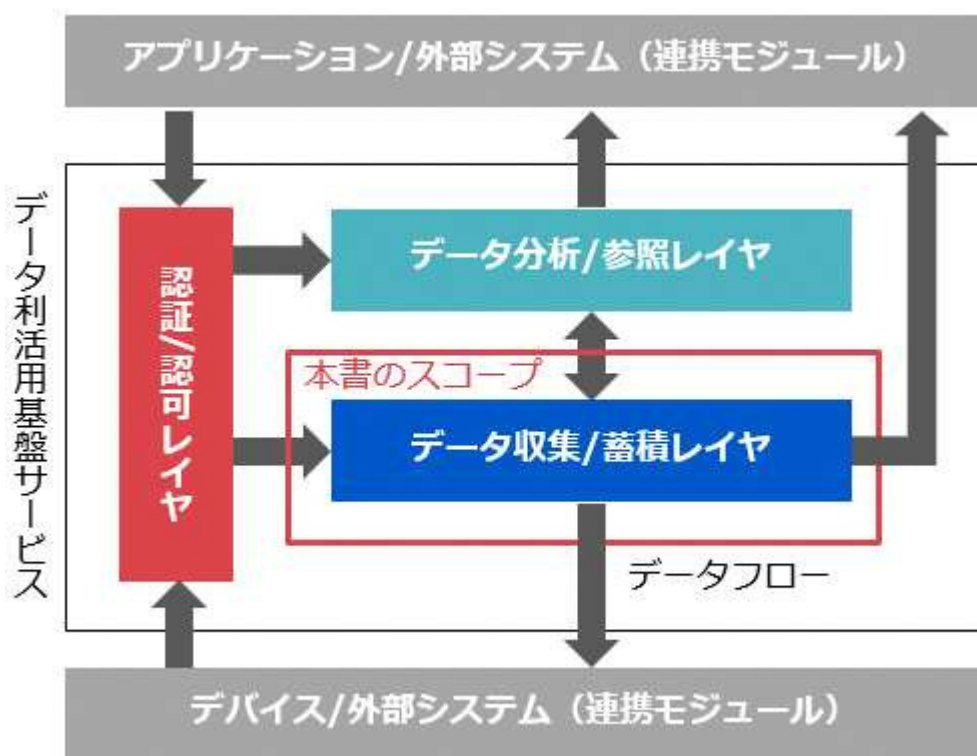 アプリケーション/外部システム（連携モジュール）
データ利活用基盤サービス
認証/認可レイヤ
データ分析/参照レイヤ
本書のスコープ
データ収集/蓄積レイヤ
データフロー
デバイス/外部システム（連携モジュール）